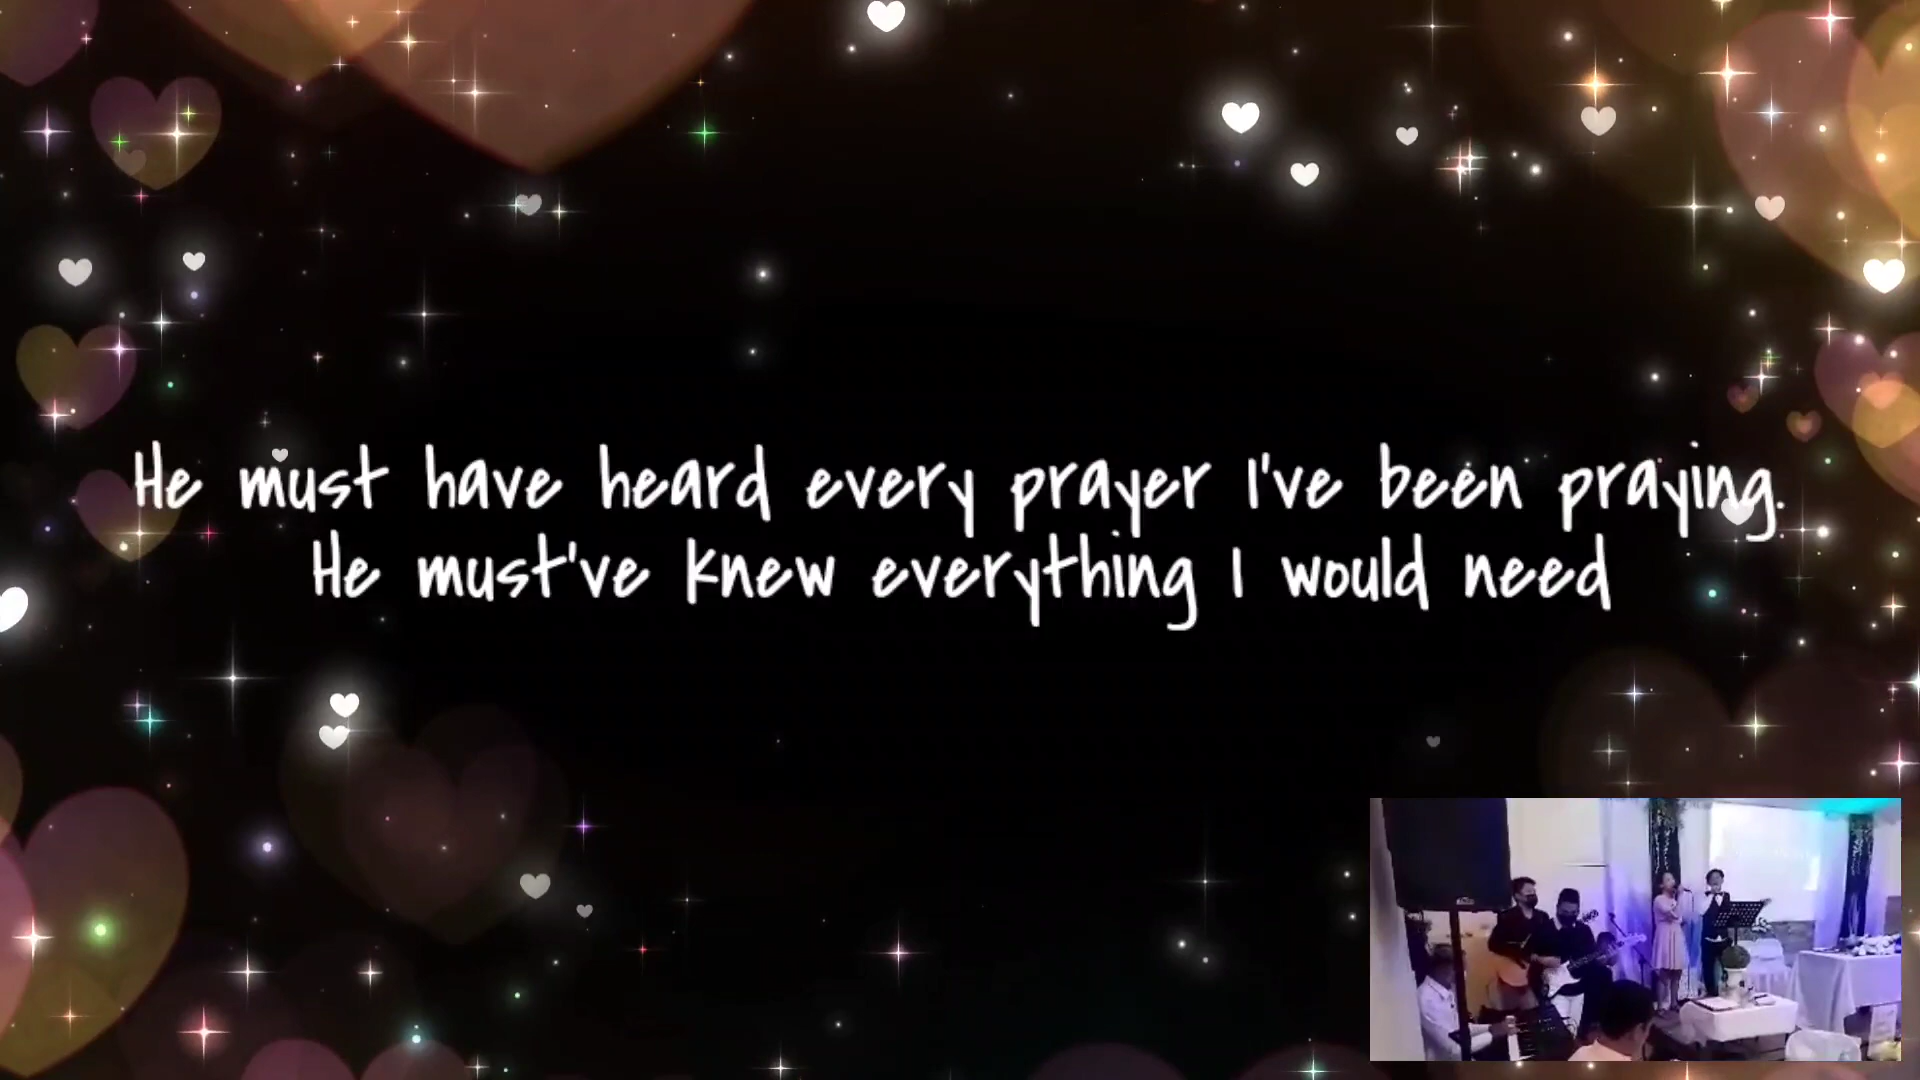 He must have heard every prayer I've been praying.
He must've knew everything I would need